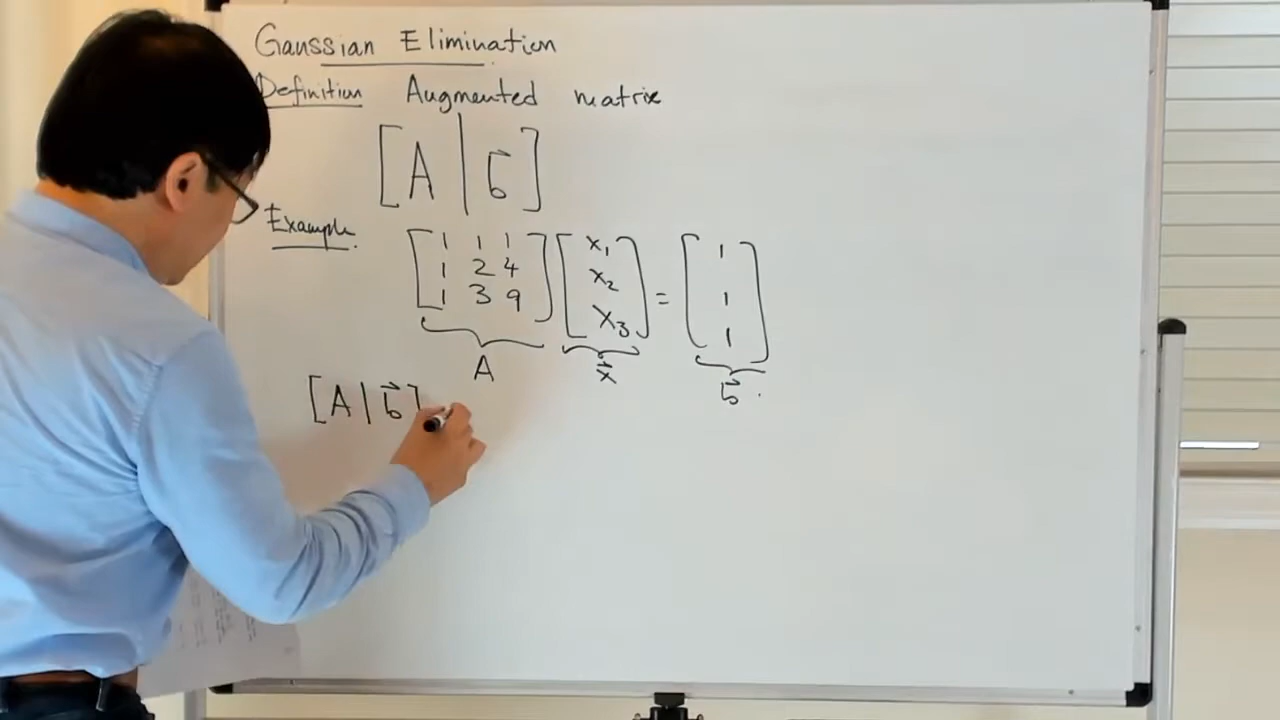 Gaussian Elimination
Definition Augmented matrix
[A | b⃗]
Example.
[1 1 1
1 2 4
1 3 9] [x₁
x₂
x₃] = [1
1
1]
A x⃗ b⃗.
[A | b⃗]